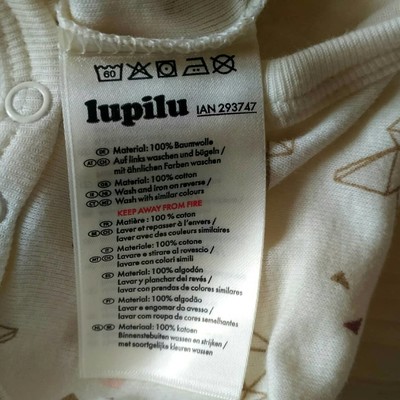 60
lupilu IAN 293747
Material: 100% Baumwolle
Auf links waschen und bügeln /
mit ähnlichen Farben waschen
Material: 100% cotton
Wash and iron on reverse /
Wash with similar colours
KEEP AWAY FROM FIRE
Matière : 100 % coton
Laver et repasser à l'envers /
laver avec des couleurs similaires
Materiale: 100% cotone
Lavare e stirare al rovescio /
lavare con colori simili
Material: 100% algodón
Lavar y planchar del revés /
lavar con prendas de colores similares
Material: 100% algodão
Lavar e engomar do avesso /
lavar com roupa de cores semelhantes
Materiaal: 100% katoen
Binnenstebuiten wassen en strijken /
met soortgelijke kleuren wassen